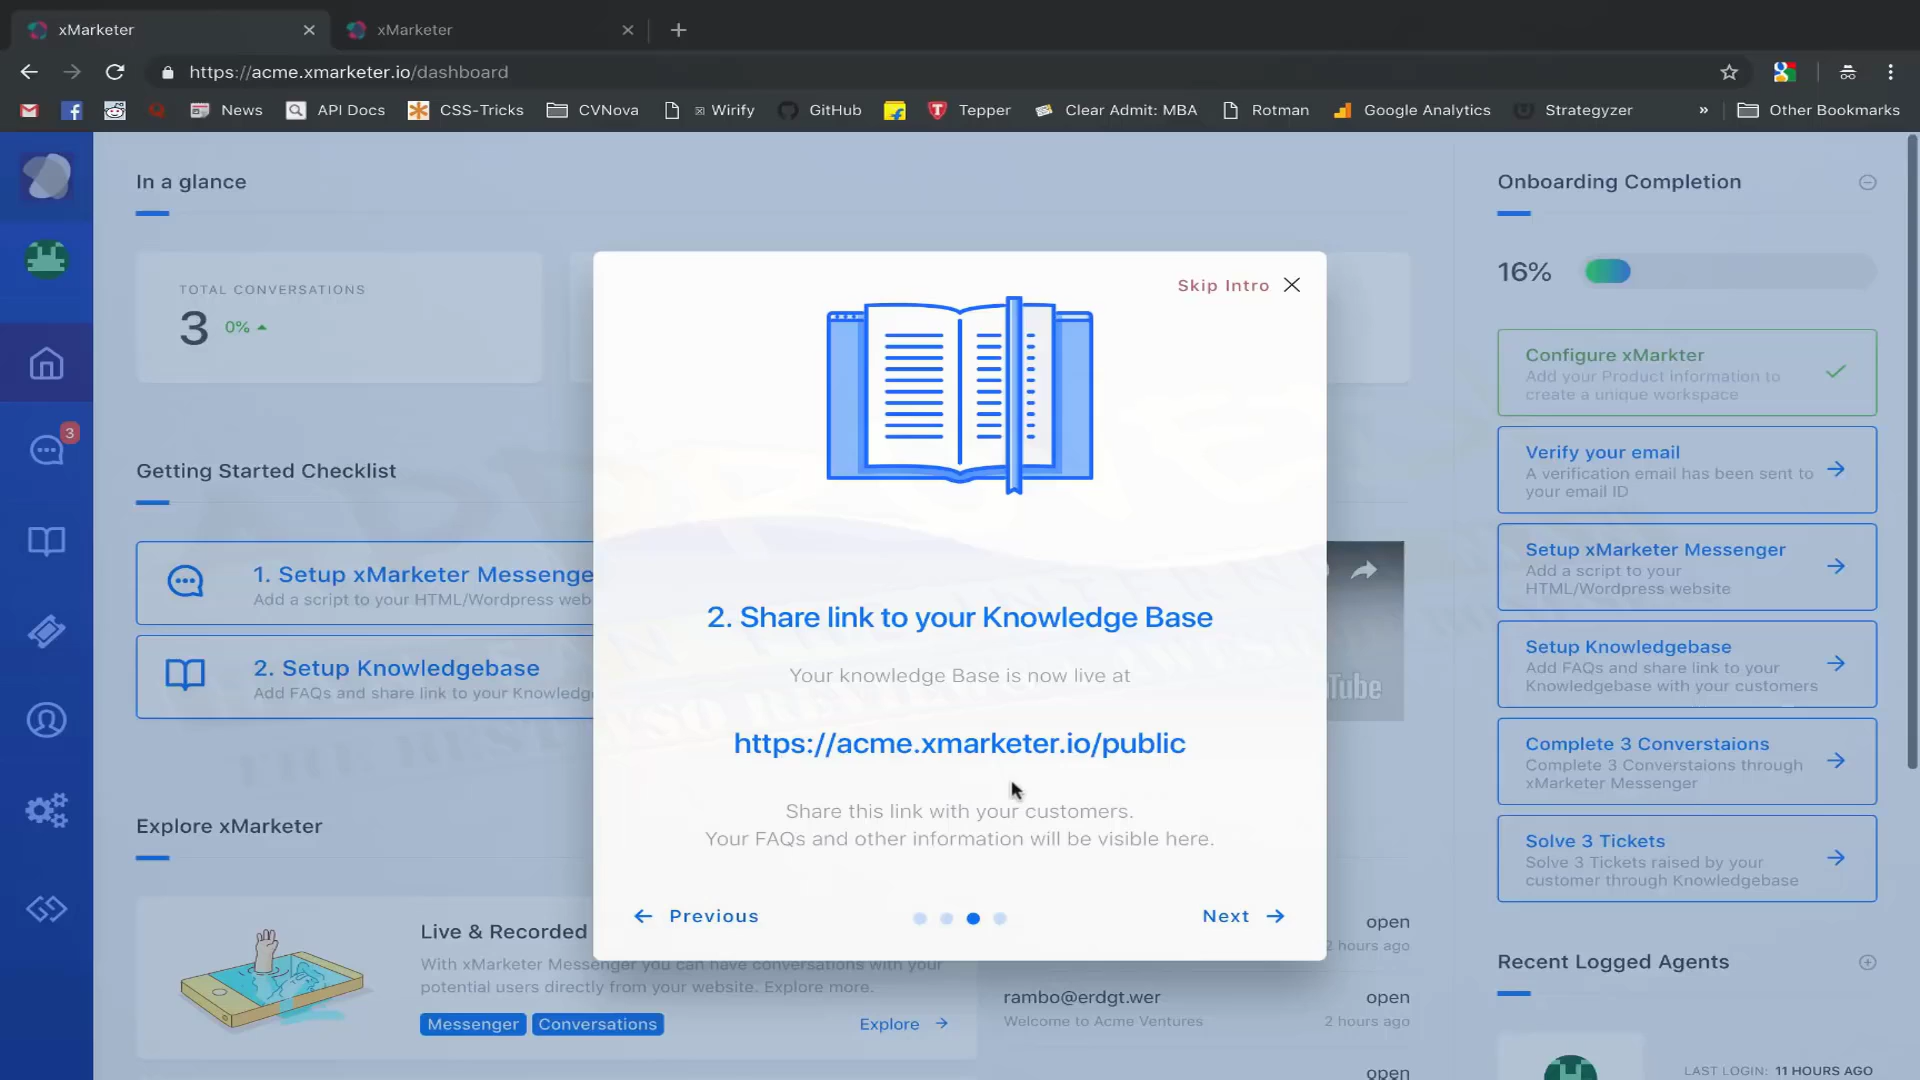 xMarketer
xMarketer
https://acme.xmarketer.io/dashboard
News
API Docs
CSS-Tricks
CVNova
Wirify
GitHub
Tepper
Clear Admit: MBA
Rotman
Google Analytics
Strategyzer
»
Other Bookmarks
In a glance
TOTAL CONVERSATIONS
3 0%
3
Getting Started Checklist
1. Setup xMarketer Messenge
Add a script to your HTML/Wordpress web
2. Setup Knowledgebase
Add FAQs and share link to your Knowledg
Tube
Explore xMarketer
Live & Recorded
With xMarketer Messenger you can have conversations with your
potential users directly from your website. Explore more.
Messenger Conversations
Explore
Skip Intro
2. Share link to your Knowledge Base
Your knowledge Base is now live at
https://acme.xmarketer.io/public
Share this link with your customers.
Your FAQs and other information will be visible here.
Previous
Next
open
2 hours ago
rambo@erdgt.wer open
Welcome to Acme Ventures 2 hours ago
open
Onboarding Completion
16%
Configure xMarkter
Add your Product information to
create a unique workspace
Verify your email
A verification email has been sent to
your email ID
Setup xMarketer Messenger
Add a script to your
HTML/Wordpress website
Setup Knowledgebase
Add FAQs and share link to your
Knowledgebase with your customers
Complete 3 Converstaions
Complete 3 Converstaions through
xMarketer Messenger
Solve 3 Tickets
Solve 3 Tickets raised by your
customer through Knowledgebase
Recent Logged Agents
LAST LOGIN: 11 HOURS AGO